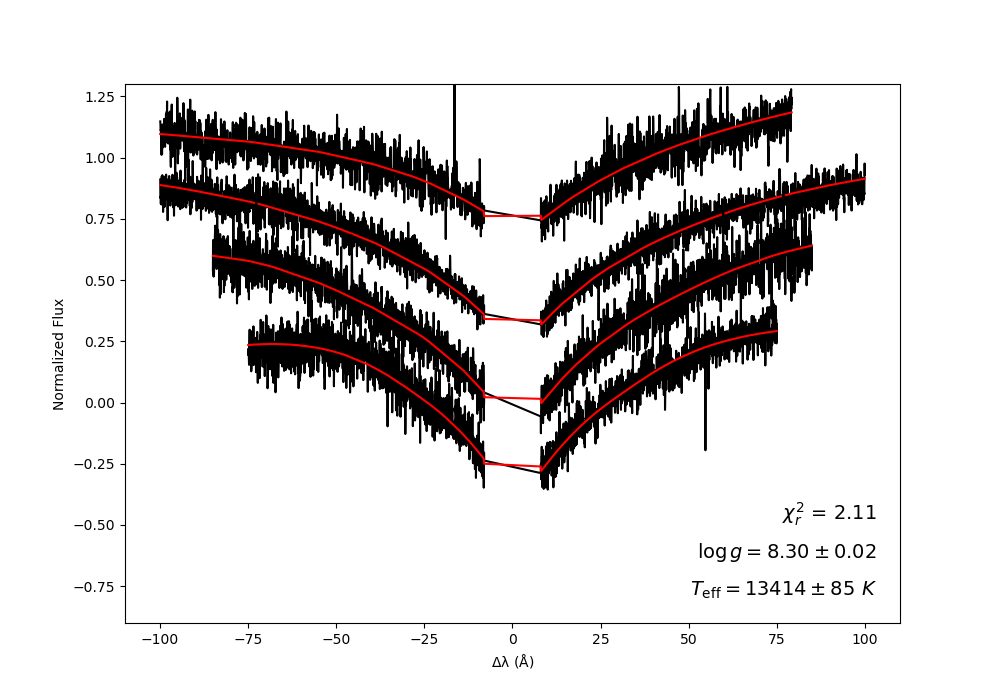 1.25
1.00
0.75
0.50
0.25
0.00
−0.25
−0.50
−0.75
Normalized Flux
χ²ᵣ = 2.11
log g = 8.30 ± 0.02
T_eff = 13414 ± 85 K
−100 −75 −50 −25 0 25 50 75 100
Δλ (Å)